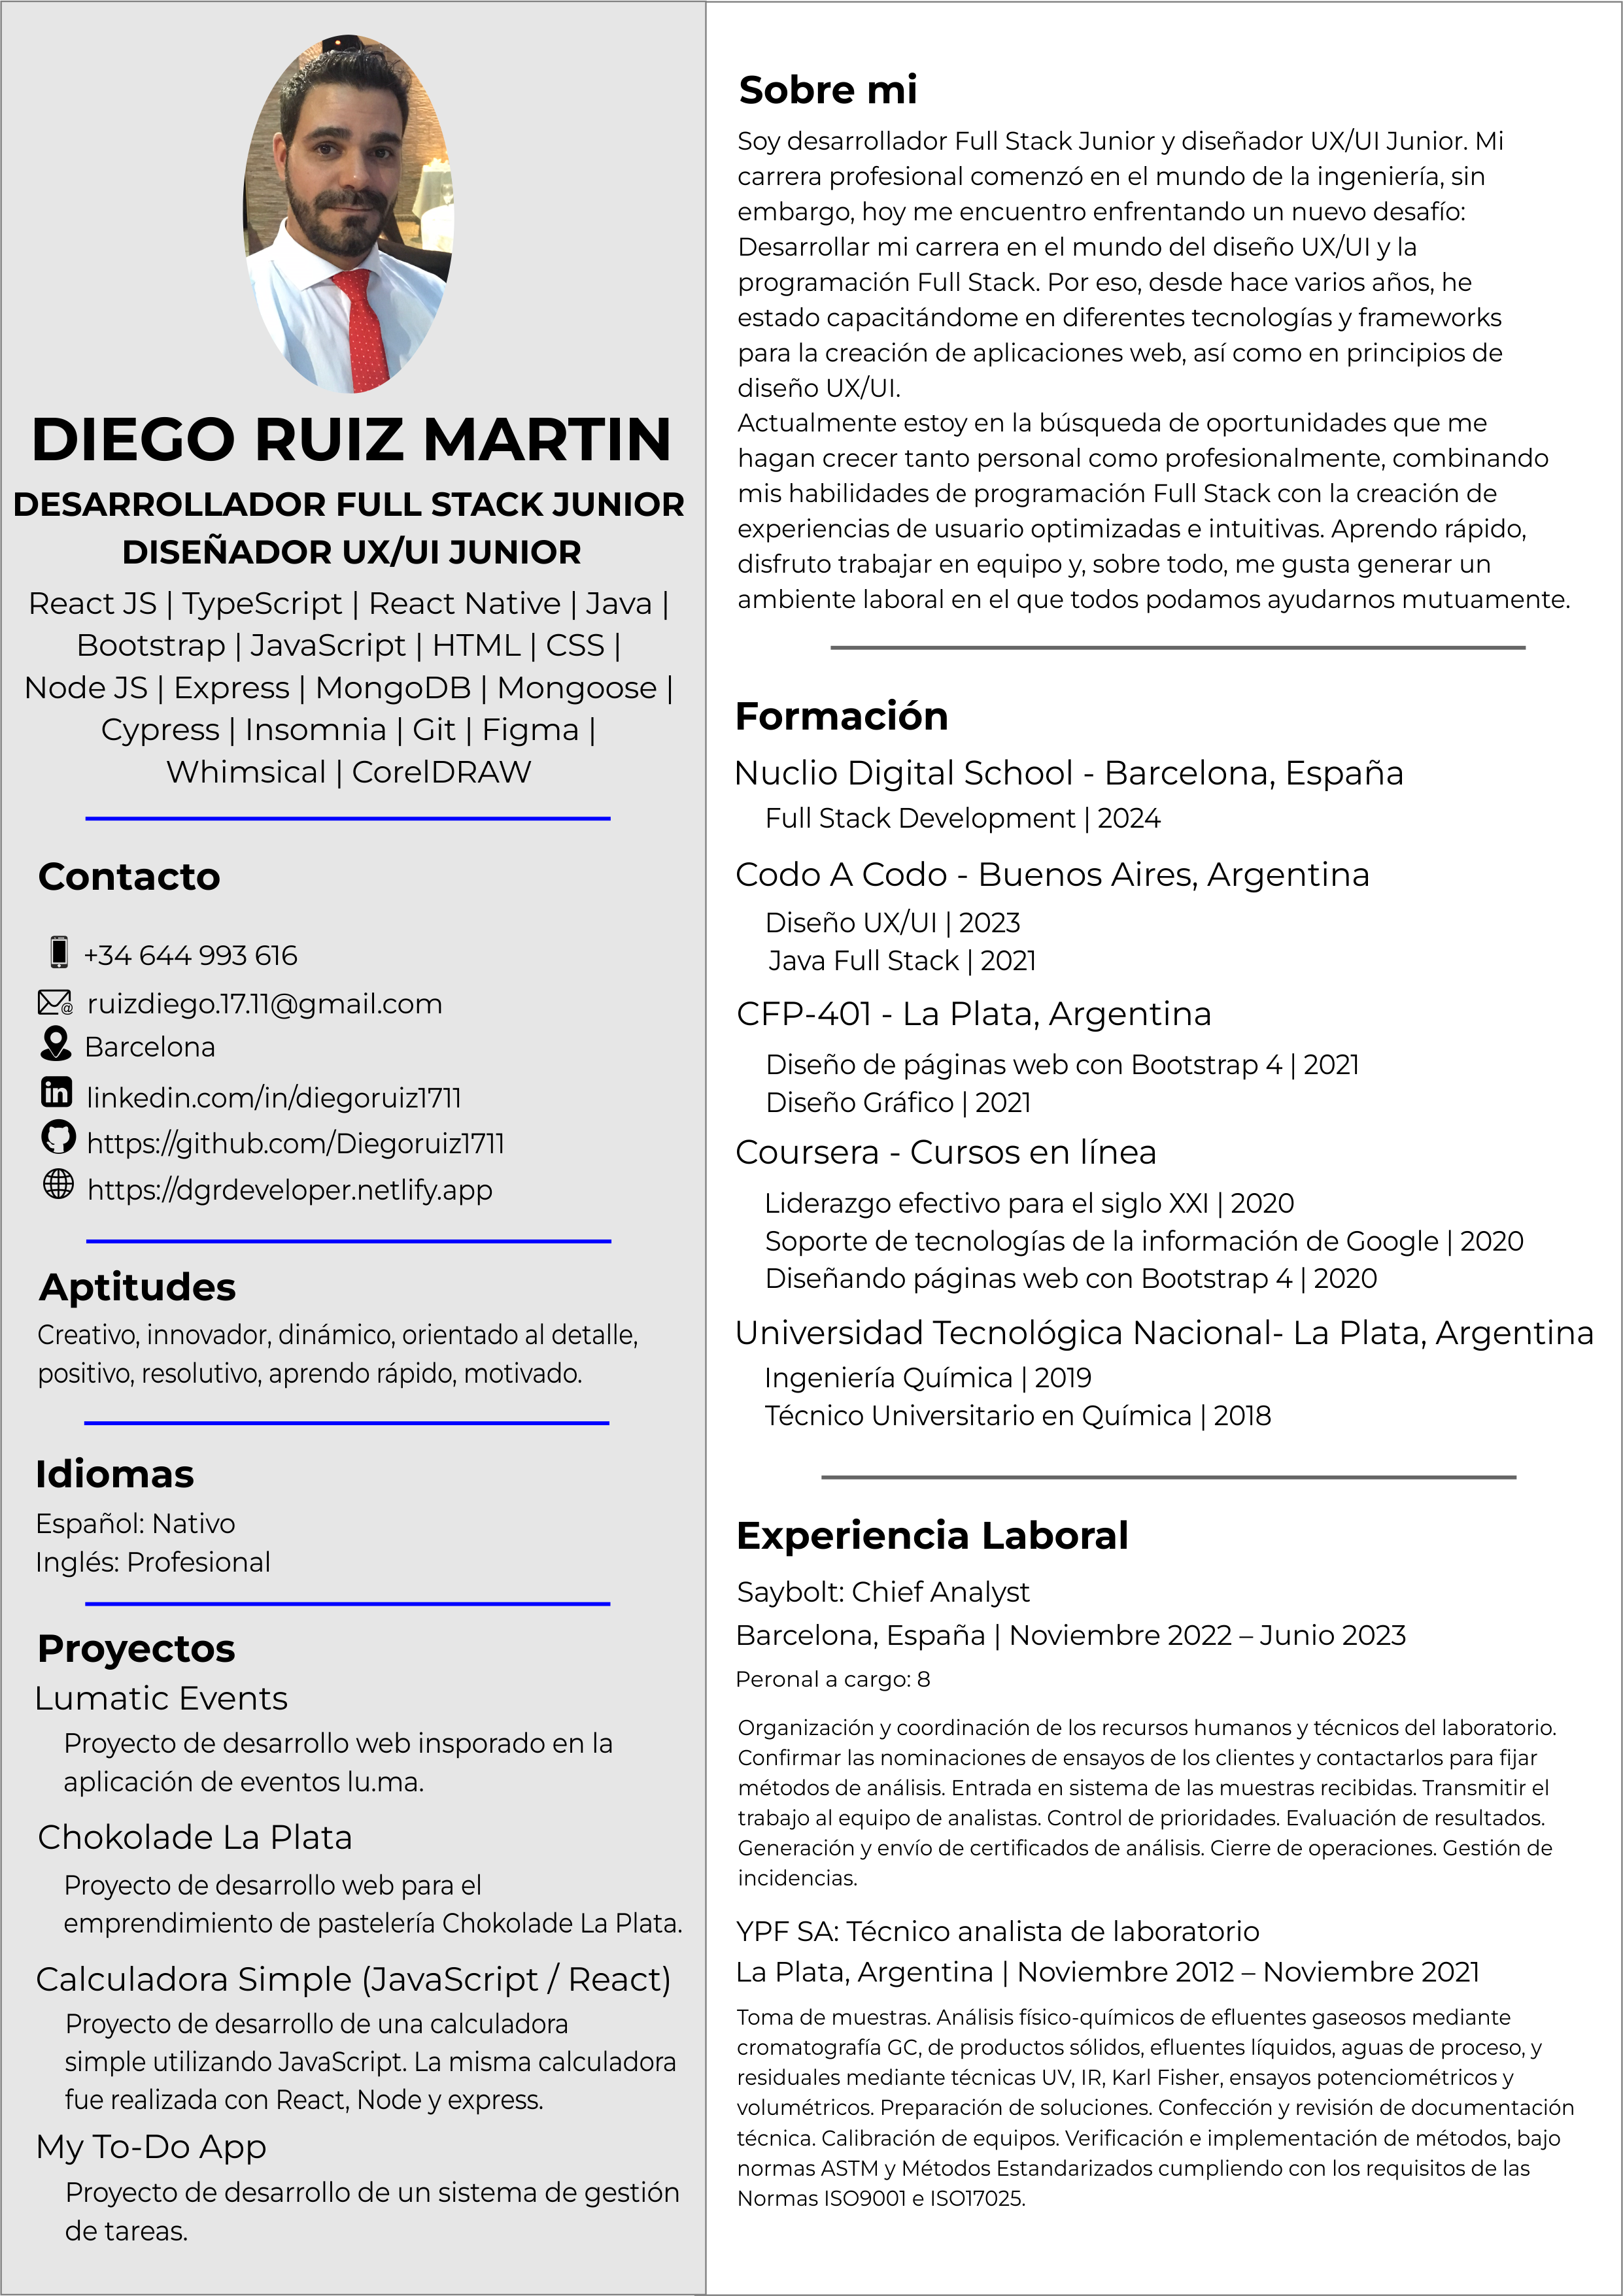 DIEGO RUIZ MARTIN
DESARROLLADOR FULL STACK JUNIOR
DISEÑADOR UX/UI JUNIOR
React JS | TypeScript | React Native | Java |
Bootstrap | JavaScript | HTML | CSS |
Node JS | Express | MongoDB | Mongoose |
Cypress | Insomnia | Git | Figma |
Whimsical | CorelDRAW
Contacto
+34 644 993 616
ruizdiego.17.11@gmail.com
Barcelona
linkedin.com/in/diegoruiz1711
https://github.com/Diegoruiz1711
https://dgrdeveloper.netlify.app
Aptitudes
Creativo, innovador, dinámico, orientado al detalle,
positivo, resolutivo, aprendo rápido, motivado.
Idiomas
Español: Nativo
Inglés: Profesional
Proyectos
Lumatic Events
Proyecto de desarrollo web insporado en la
aplicación de eventos lu.ma.
Chokolade La Plata
Proyecto de desarrollo web para el
emprendimiento de pastelería Chokolade La Plata.
Calculadora Simple (JavaScript / React)
Proyecto de desarrollo de una calculadora
simple utilizando JavaScript. La misma calculadora
fue realizada con React, Node y express.
My To-Do App
Proyecto de desarrollo de un sistema de gestión
de tareas.
Sobre mi
Soy desarrollador Full Stack Junior y diseñador UX/UI Junior. Mi
carrera profesional comenzó en el mundo de la ingeniería, sin
embargo, hoy me encuentro enfrentando un nuevo desafío:
Desarrollar mi carrera en el mundo del diseño UX/UI y la
programación Full Stack. Por eso, desde hace varios años, he
estado capacitándome en diferentes tecnologías y frameworks
para la creación de aplicaciones web, así como en principios de
diseño UX/UI.
Actualmente estoy en la búsqueda de oportunidades que me
hagan crecer tanto personal como profesionalmente, combinando
mis habilidades de programación Full Stack con la creación de
experiencias de usuario optimizadas e intuitivas. Aprendo rápido,
disfruto trabajar en equipo y, sobre todo, me gusta generar un
ambiente laboral en el que todos podamos ayudarnos mutuamente.
Formación
Nuclio Digital School - Barcelona, España
Full Stack Development | 2024
Codo A Codo - Buenos Aires, Argentina
Diseño UX/UI | 2023
Java Full Stack | 2021
CFP-401 - La Plata, Argentina
Diseño de páginas web con Bootstrap 4 | 2021
Diseño Gráfico | 2021
Coursera - Cursos en línea
Liderazgo efectivo para el siglo XXI | 2020
Soporte de tecnologías de la información de Google | 2020
Diseñando páginas web con Bootstrap 4 | 2020
Universidad Tecnológica Nacional- La Plata, Argentina
Ingeniería Química | 2019
Técnico Universitario en Química | 2018
Experiencia Laboral
Saybolt: Chief Analyst
Barcelona, España | Noviembre 2022 – Junio 2023
Peronal a cargo: 8
Organización y coordinación de los recursos humanos y técnicos del laboratorio.
Confirmar las nominaciones de ensayos de los clientes y contactarlos para fijar
métodos de análisis. Entrada en sistema de las muestras recibidas. Transmitir el
trabajo al equipo de analistas. Control de prioridades. Evaluación de resultados.
Generación y envío de certificados de análisis. Cierre de operaciones. Gestión de
incidencias.
YPF SA: Técnico analista de laboratorio
La Plata, Argentina | Noviembre 2012 – Noviembre 2021
Toma de muestras. Análisis físico-químicos de efluentes gaseosos mediante
cromatografía GC, de productos sólidos, efluentes líquidos, aguas de proceso, y
residuales mediante técnicas UV, IR, Karl Fisher, ensayos potenciométricos y
volumétricos. Preparación de soluciones. Confección y revisión de documentación
técnica. Calibración de equipos. Verificación e implementación de métodos, bajo
normas ASTM y Métodos Estandarizados cumpliendo con los requisitos de las
Normas ISO9001 e ISO17025.